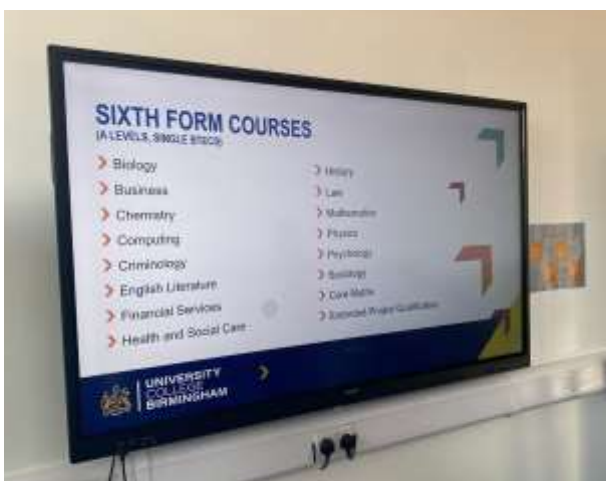 SIXTH FORM COURSES
(A LEVELS, SINGLE BTECS)
Biology
Business
Chemistry
Computing
Criminology
English Literature
Financial Services
Health and Social Care
History
Law
Mathematics
Physics
Psychology
Sociology
Core Maths
Extended Project Qualification
UNIVERSITY
COLLEGE
BIRMINGHAM